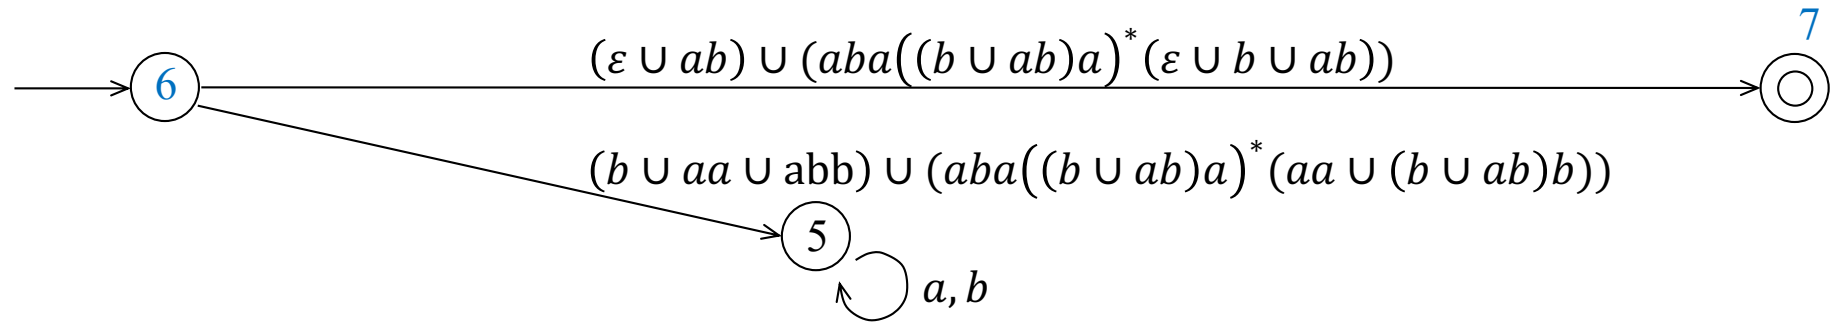 7
(ε ∪ ab) ∪ (aba((b ∪ ab)a)*(ε ∪ b ∪ ab))
6
(b ∪ aa ∪ abb) ∪ (aba((b ∪ ab)a)*(aa ∪ (b ∪ ab)b))
5
a, b